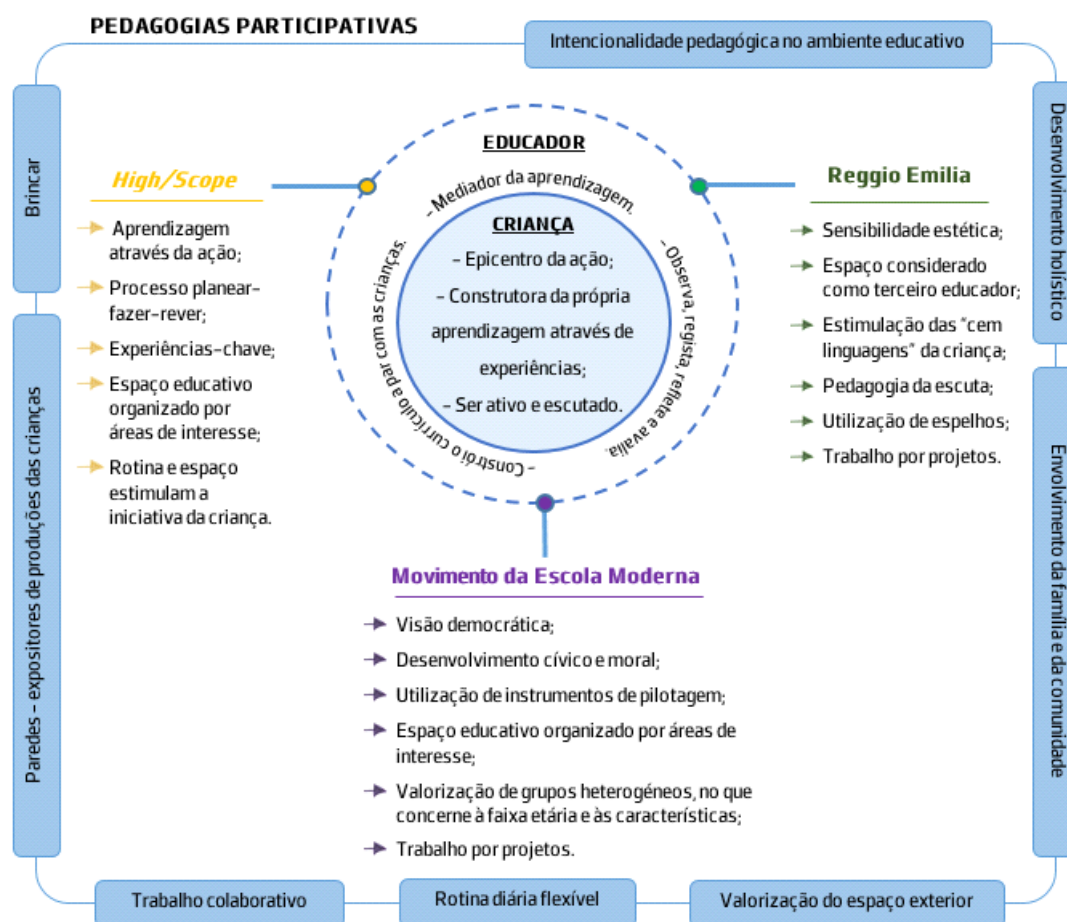 PEDAGOGIAS PARTICIPATIVAS
Intencionalidade pedagógica no ambiente educativo
Brincar
Paredes – expositores de produções das crianças
High/Scope
Aprendizagem
através da ação;
Processo planear–
fazer–rever;
Experiências–chave;
Espaço educativo
organizado por
áreas de interesse;
Rotina e espaço
estimulam a
iniciativa da criança.
EDUCADOR
– Mediador da aprendizagem.
– Observa, regista, reflete e avalia.
– Constrói o currículo a par com as crianças.
CRIANÇA
– Epicentro da ação;
– Construtora da própria
aprendizagem através de
experiências;
– Ser ativo e escutado.
Reggio Emilia
Sensibilidade estética;
Espaço considerado
como terceiro educador;
Estimulação das “cem
linguagens” da criança;
Pedagogia da escuta;
Utilização de espelhos;
Trabalho por projetos.
Desenvolvimento holístico
Envolvimento da família e da comunidade
Movimento da Escola Moderna
Visão democrática;
Desenvolvimento cívico e moral;
Utilização de instrumentos de pilotagem;
Espaço educativo organizado por áreas de
interesse;
Valorização de grupos heterogéneos, no que
concerne à faixa etária e às características;
Trabalho por projetos.
Trabalho colaborativo
Rotina diária flexível
Valorização do espaço exterior